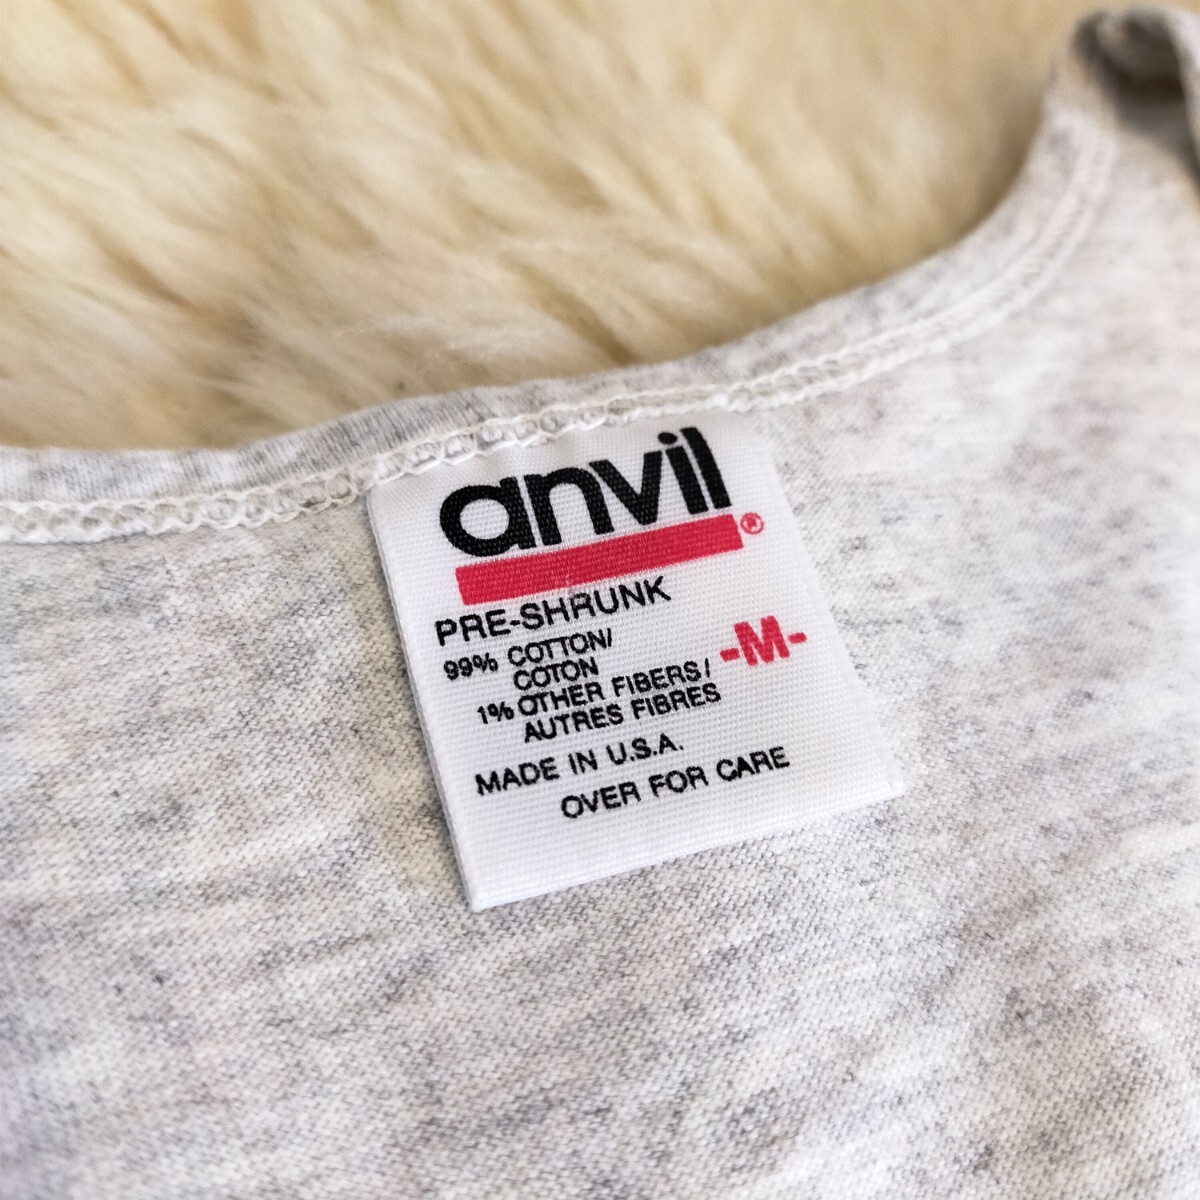 anvil®
PRE-SHRUNK
99% COTTON/
COTON
-M-
1% OTHER FIBERS/
AUTRES FIBRES
MADE IN U.S.A.
OVER FOR CARE